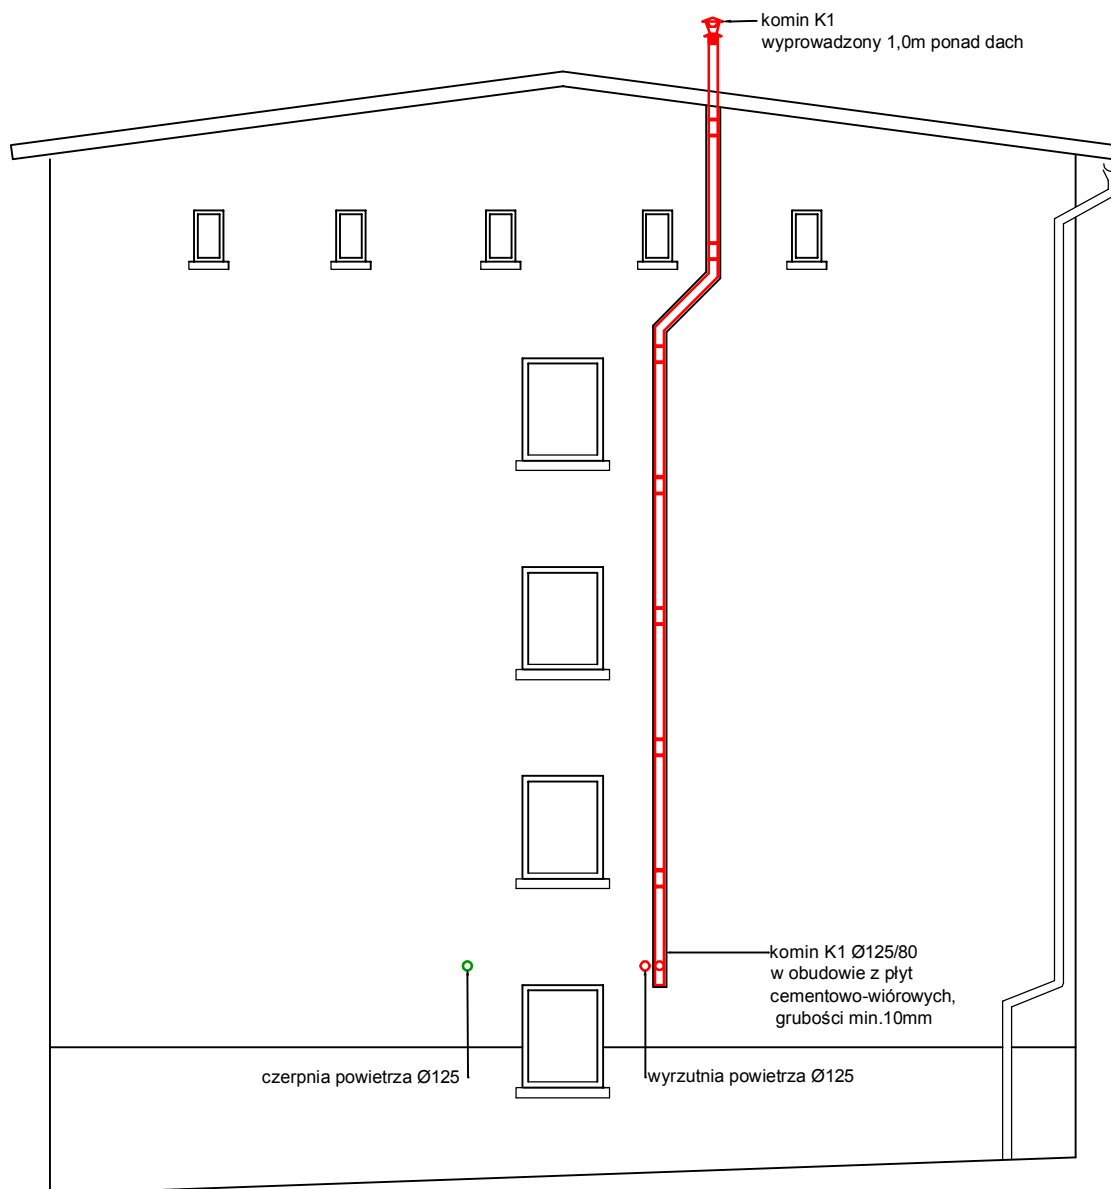 komin K1
wyprowadzony 1,0m ponad dach
komin K1 Ø125/80
w obudowie z płyt
cementowo-wiórowych,
grubości min.10mm
czerpnia powietrza Ø125
wyrzutnia powietrza Ø125